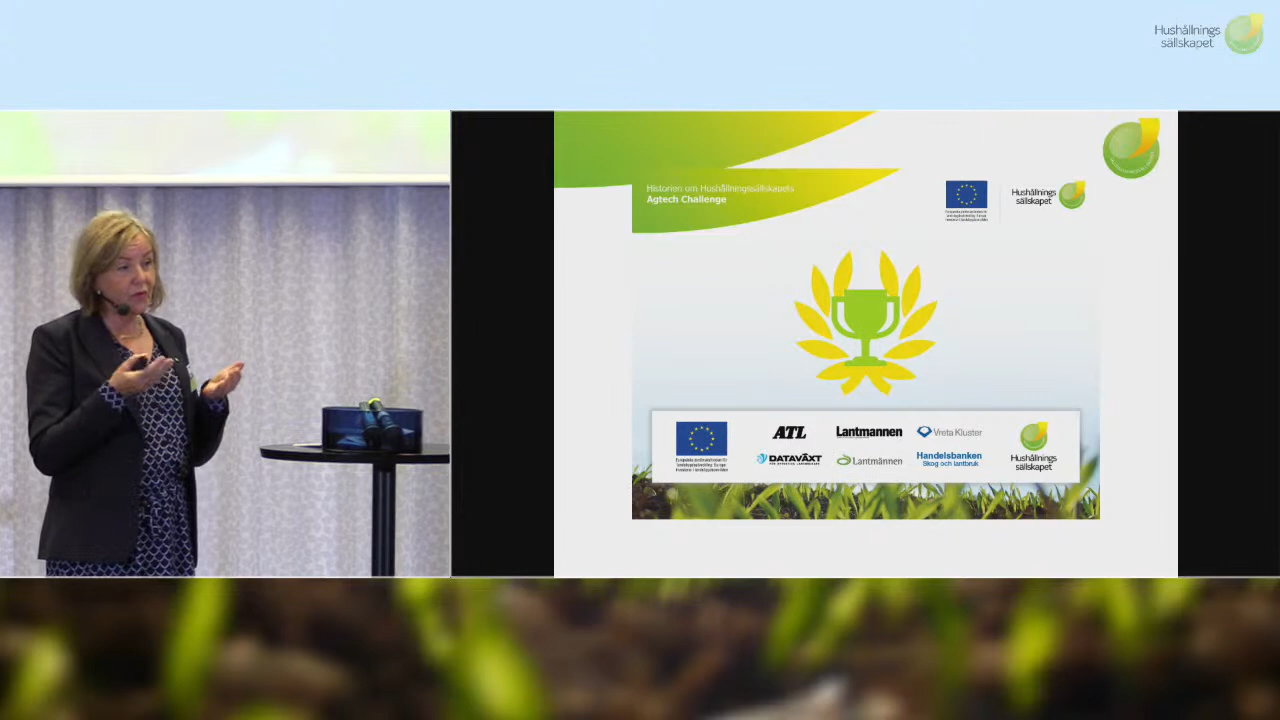 Hushållnings
sällskapet
Historien om Hushållningssällskapets
Agtech Challenge
Hushållnings
sällskapet
ATL
Lantmannen
Vreta Kluster
DATAVÄXT
Lantmännen
Handelsbanken
Skog och lantbruk
Hushållnings
sällskapet